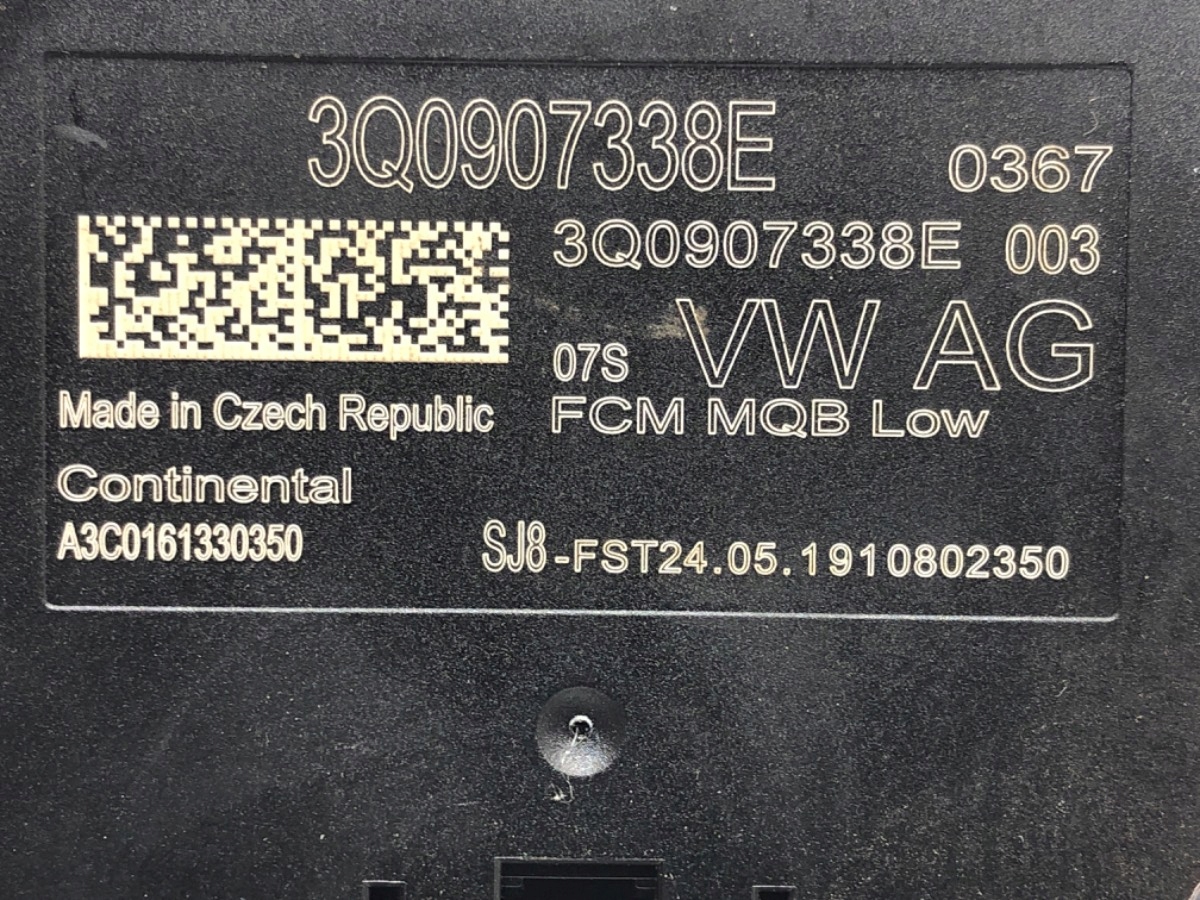 3Q0907338E
0367
3Q0907338E 003
07S VW AG
Made in Czech Republic
FCM MQB Low
Continental
A3C0161330350
SJ8-FST24.05.1910802350